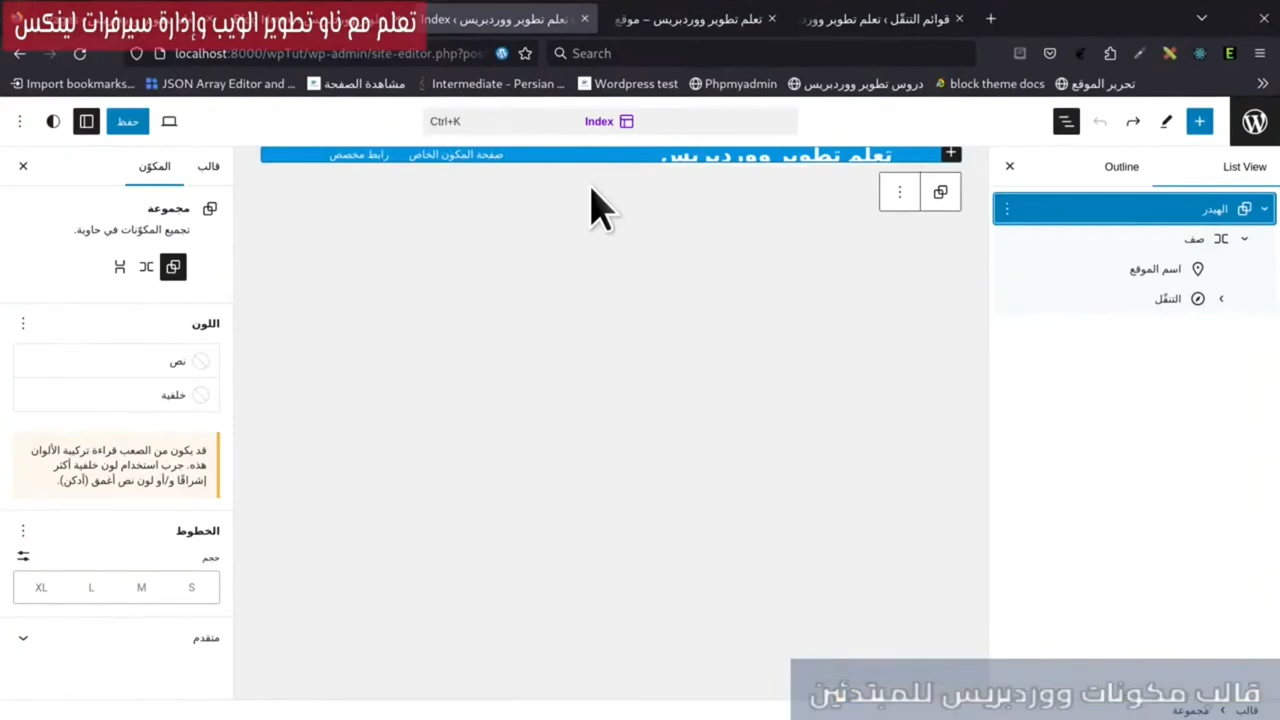 تعلم مع ناو تطوير الويب وإدارة سيرفرات لينكس
Index ‹ تعلم تطوير ووردبريس
تعلم تطوير ووردبريس – موقع
قوائم التنقّل ‹ تعلم تطوير وورد
localhost:8000/wpTut/wp-admin/site-editor.php?pos
Search
Import bookmarks...
JSON Array Editor and ...
مشاهدة الصفحة
Intermediate - Persian ...
Wordpress test
Phpmyadmin
دروس تطوير ووردبريس
block theme docs
تحرير الموقع
حفظ
Ctrl+K
Index
قالب
المكوّن
Outline
List View
تعلم تطوير ووردبريس
صفحة المكون الخاص
رابط مخصص
مجموعة
تجميع المكوّنات في حاوية.
الهيدر
صف
اسم الموقع
التنقّل
اللون
نص
خلفية
قد يكون من الصعب قراءة تركيبة الألوان
هذه. جرب استخدام لون خلفية أكثر
إشراقًا و/أو لون نص أغمق (أدكن).
الخطوط
حجم
S
M
L
XL
متقدم
قالب مكونات ووردبريس للمبتدئين
قالب
مجموعة